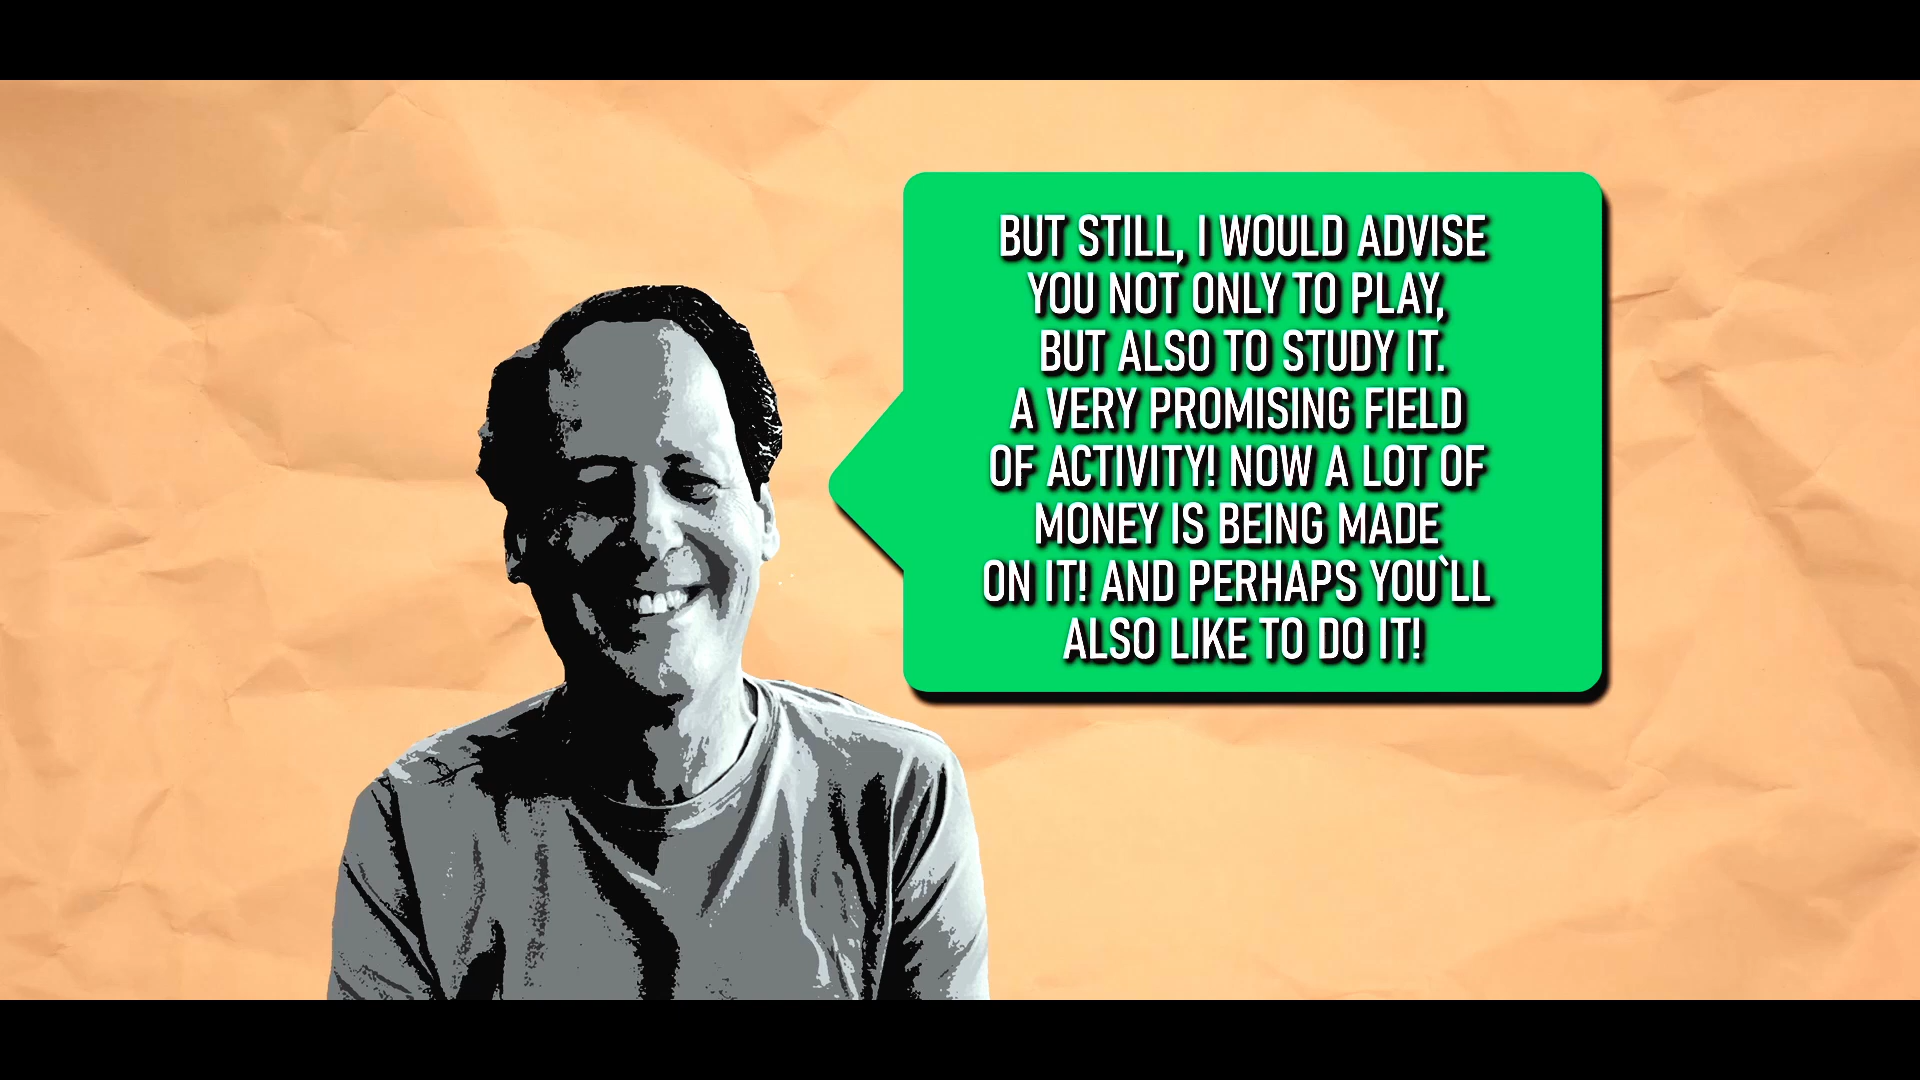 BUT STILL, I WOULD ADVISE
YOU NOT ONLY TO PLAY,
BUT ALSO TO STUDY IT.
A VERY PROMISING FIELD
OF ACTIVITY! NOW A LOT OF
MONEY IS BEING MADE
ON IT! AND PERHAPS YOU`LL
ALSO LIKE TO DO IT!